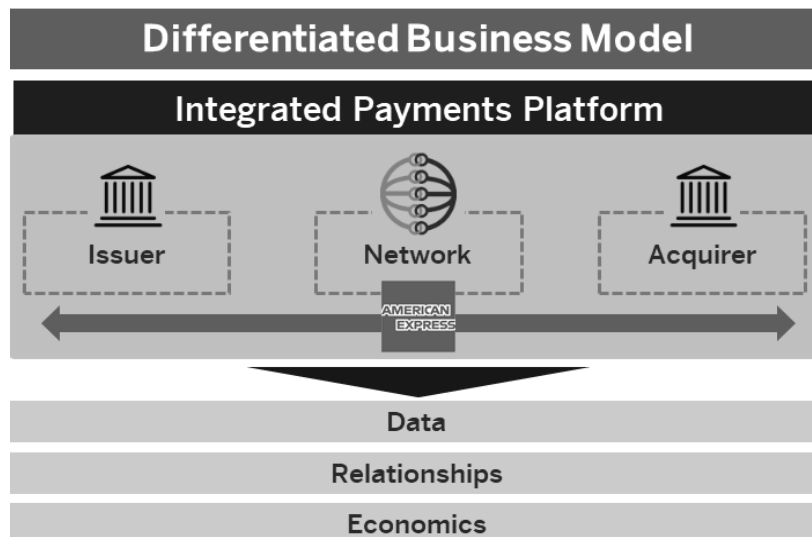 Differentiated Business Model
Integrated Payments Platform
Issuer
Network
Acquirer
AMERICAN
EXPRESS
Data
Relationships
Economics